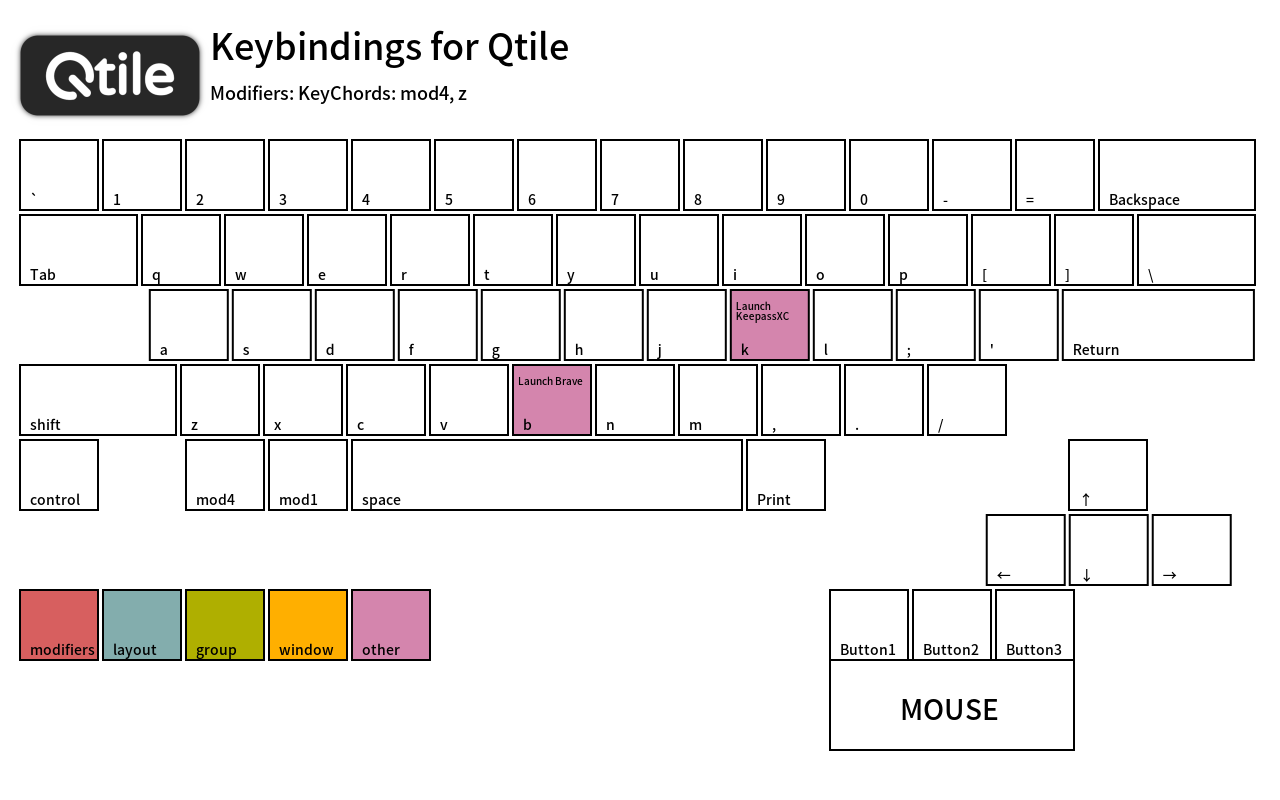 Qtile
Keybindings for Qtile
Modifiers: KeyChords: mod4, z
` 1 2 3 4 5 6 7 8 9 0 - = Backspace
Tab q w e r t y u i o p [ ] \
Launch
KeepassXC
a s d f g h j k l ; ' Return
Launch Brave
shift z x c v b n m , . /
control mod4 mod1 space Print ↑
← ↓ →
modifiers layout group window other Button1 Button2 Button3
MOUSE